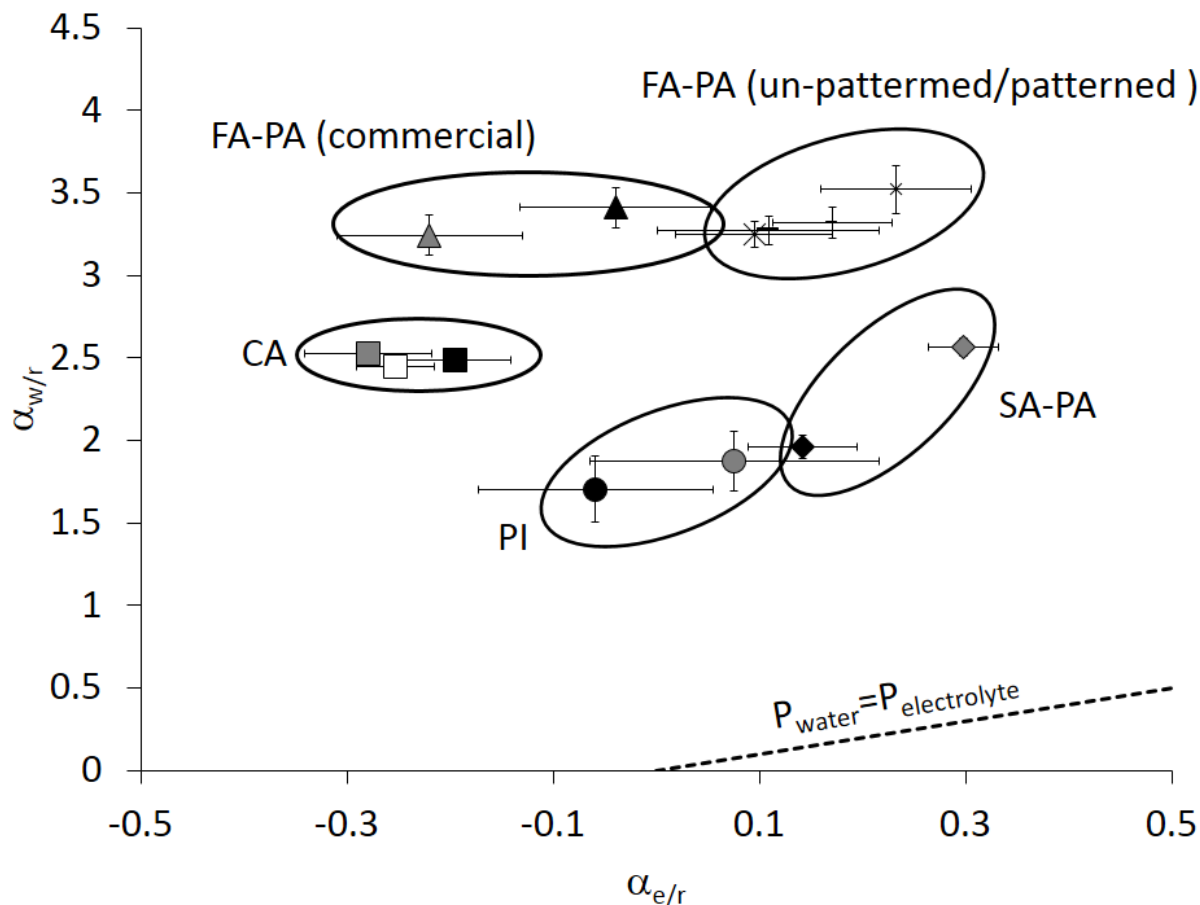 4.5
4
3.5
3
2.5
2
1.5
1
0.5
0
-0.5
-0.3
-0.1
0.1
0.3
0.5
αw/r
αe/r
FA-PA (commercial)
FA-PA (un-pattermed/patterned )
CA
SA-PA
PI
Pwater=Pelectrolyte